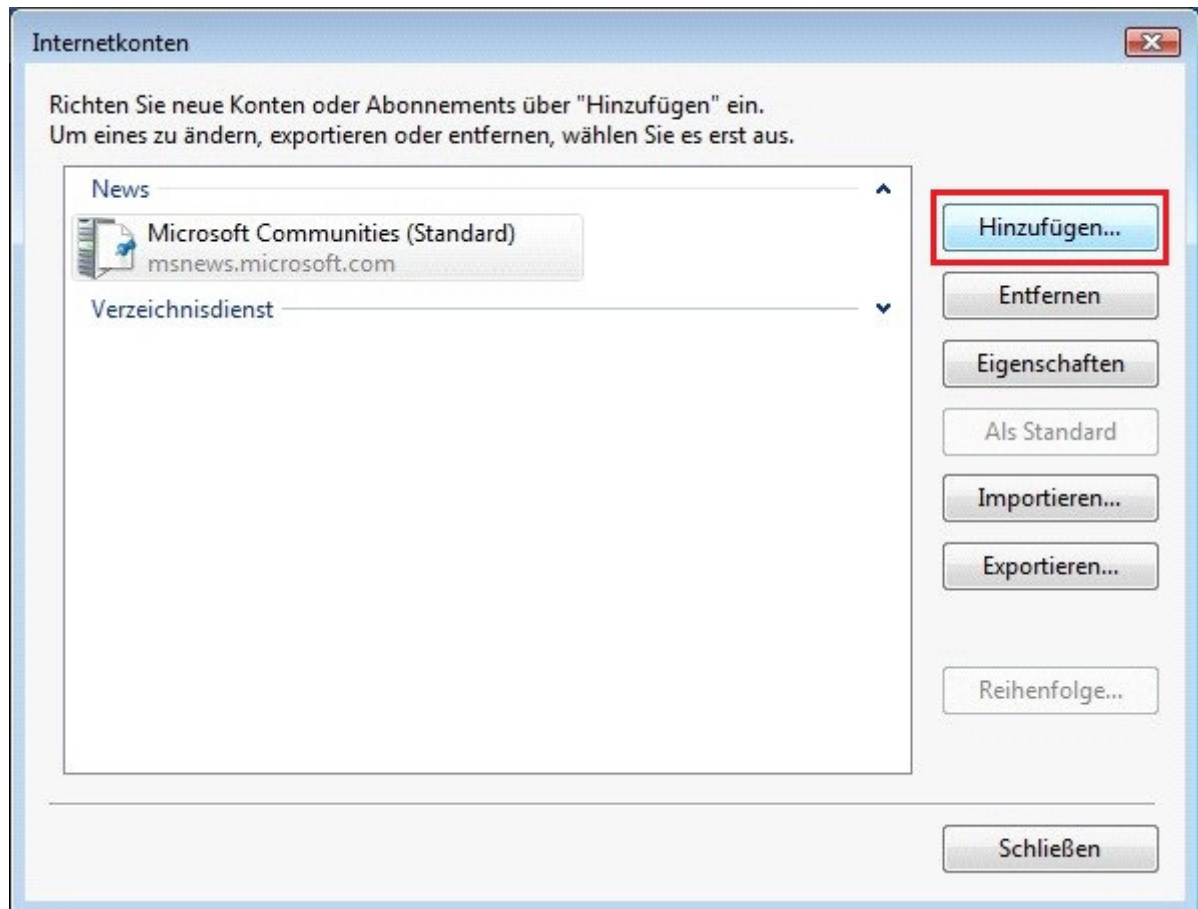 Internetkonten
Richten Sie neue Konten oder Abonnements über "Hinzufügen" ein.
Um eines zu ändern, exportieren oder entfernen, wählen Sie es erst aus.
News
Microsoft Communities (Standard)
msnews.microsoft.com
Verzeichnisdienst
Hinzufügen...
Entfernen
Eigenschaften
Als Standard
Importieren...
Exportieren...
Reihenfolge...
Schließen